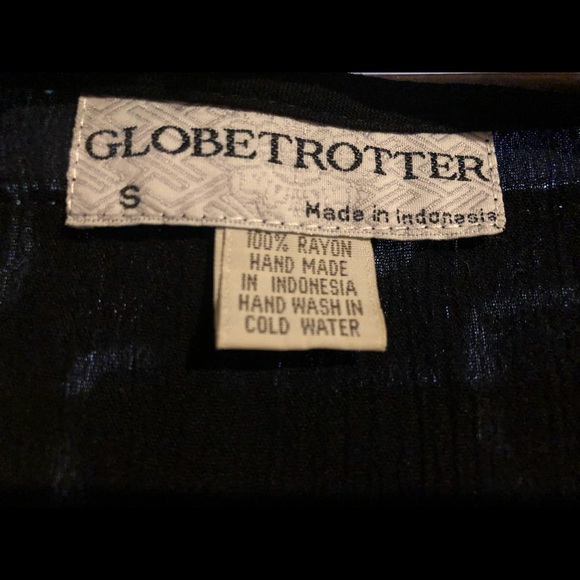 GLOBETROTTER
S
Made in Indonesia
100% RAYON
HAND MADE
IN INDONESIA
HAND WASH IN
COLD WATER